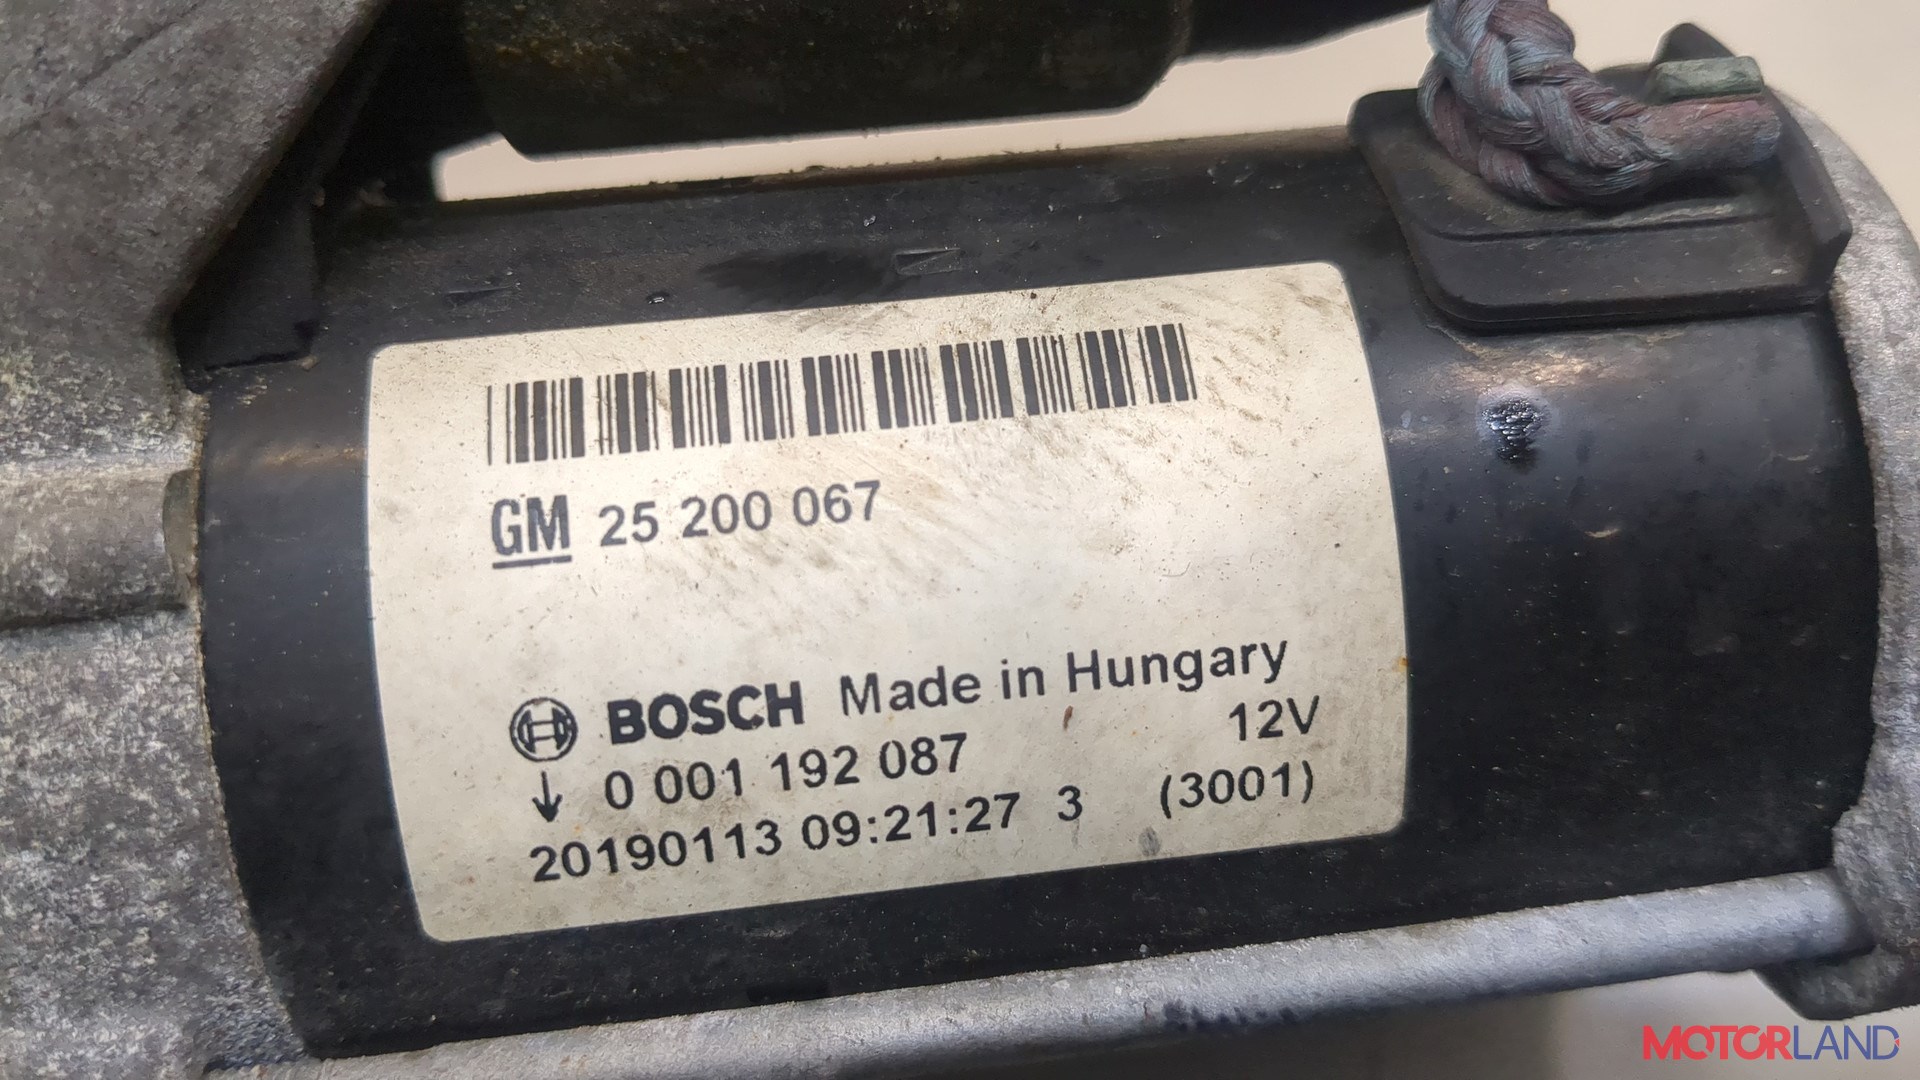 GM 25 200 067
BOSCH Made in Hungary
0 001 192 087 12V
20190113 09:21:27 3 (3001)
MOTORLAND